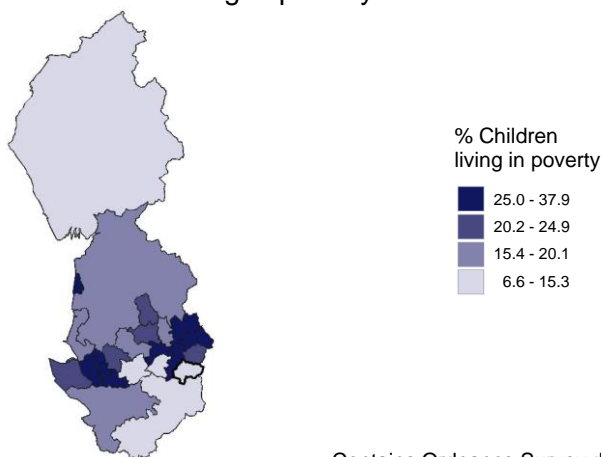 % Children
living in poverty
25.0 - 37.9
20.2 - 24.9
15.4 - 20.1
6.6 - 15.3